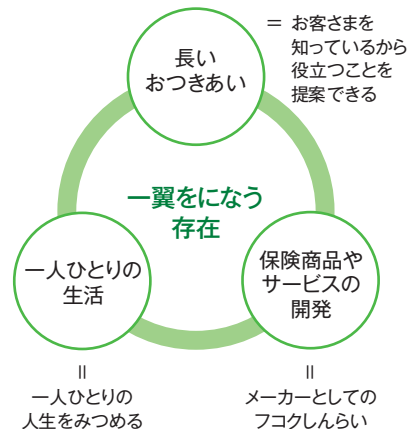 長い
おつきあい
＝ お客さまを
知っているから
役立つことを
提案できる
一翼をになう
存在
一人ひとりの
生活
保険商品や
サービスの
開発
＝
一人ひとりの
人生をみつめる
＝
メーカーとしての
フコクしんらい